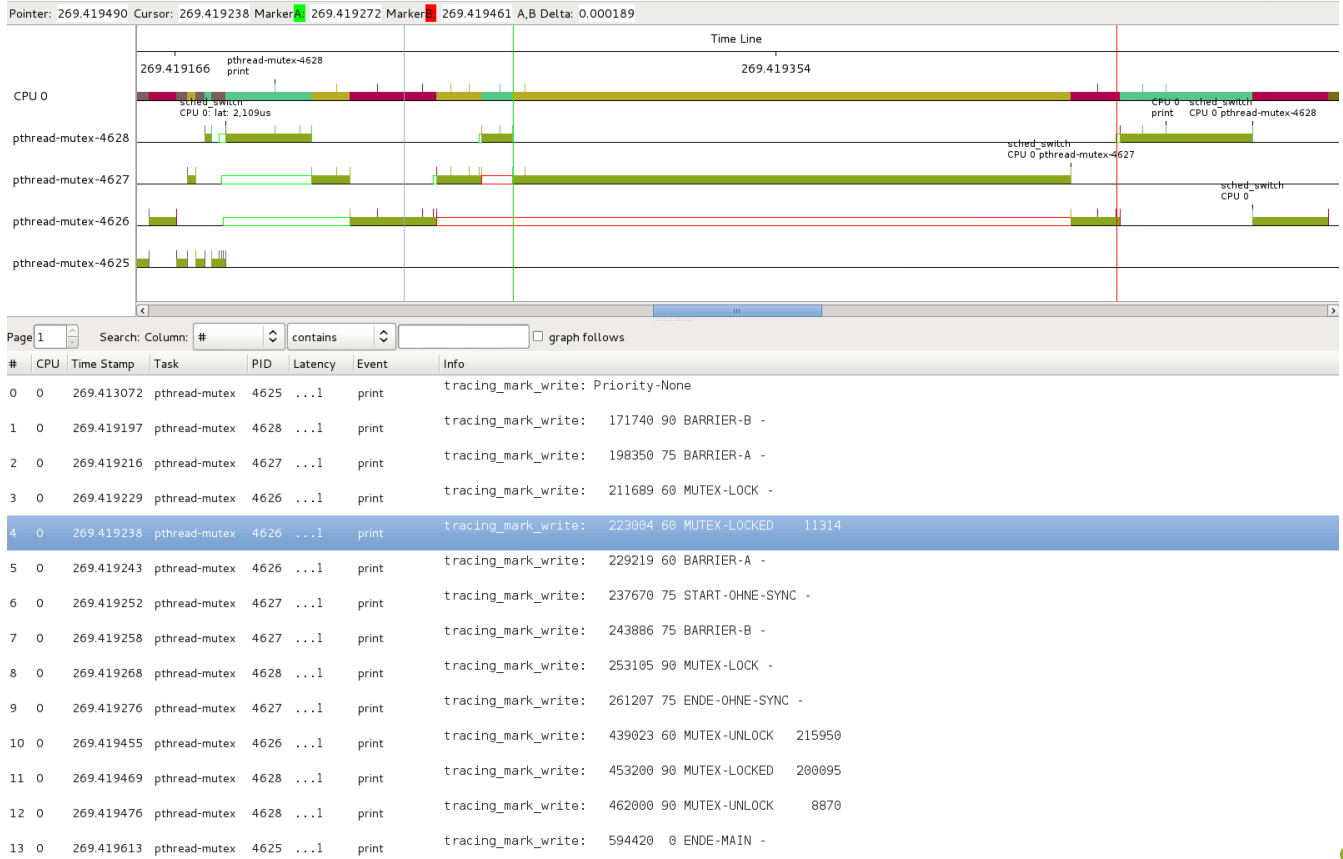 Pointer: 269.419490 Cursor: 269.419238 MarkerA: 269.419272 MarkerB: 269.419461 A,B Delta: 0.000189
Time Line
269.419166 269.419354
pthread-mutex-4628
print
CPU 0
sched_switch
CPU 0: lat: 2,109us
CPU 0
print
sched_switch
CPU 0 pthread-mutex-4628
pthread-mutex-4628
sched_switch
CPU 0 pthread-mutex-4627
pthread-mutex-4627
sched_switch
CPU 0
pthread-mutex-4626
pthread-mutex-4625
Page 1 Search: Column: # contains graph follows
# CPU Time Stamp Task PID Latency Event Info
0 0 269.413072 pthread-mutex 4625 ...1 print tracing_mark_write: Priority-None
1 0 269.419197 pthread-mutex 4628 ...1 print tracing_mark_write: 171740 90 BARRIER-B -
2 0 269.419216 pthread-mutex 4627 ...1 print tracing_mark_write: 198350 75 BARRIER-A -
3 0 269.419229 pthread-mutex 4626 ...1 print tracing_mark_write: 211689 60 MUTEX-LOCK -
4 0 269.419238 pthread-mutex 4626 ...1 print tracing_mark_write: 223004 60 MUTEX-LOCKED 11314
5 0 269.419243 pthread-mutex 4626 ...1 print tracing_mark_write: 229219 60 BARRIER-A -
6 0 269.419252 pthread-mutex 4627 ...1 print tracing_mark_write: 237670 75 START-OHNE-SYNC -
7 0 269.419258 pthread-mutex 4627 ...1 print tracing_mark_write: 243886 75 BARRIER-B -
8 0 269.419268 pthread-mutex 4628 ...1 print tracing_mark_write: 253105 90 MUTEX-LOCK -
9 0 269.419276 pthread-mutex 4627 ...1 print tracing_mark_write: 261207 75 ENDE-OHNE-SYNC -
10 0 269.419455 pthread-mutex 4626 ...1 print tracing_mark_write: 439023 60 MUTEX-UNLOCK 215950
11 0 269.419469 pthread-mutex 4628 ...1 print tracing_mark_write: 453200 90 MUTEX-LOCKED 200095
12 0 269.419476 pthread-mutex 4628 ...1 print tracing_mark_write: 462000 90 MUTEX-UNLOCK 8870
13 0 269.419613 pthread-mutex 4625 ...1 print tracing_mark_write: 594420 0 ENDE-MAIN -